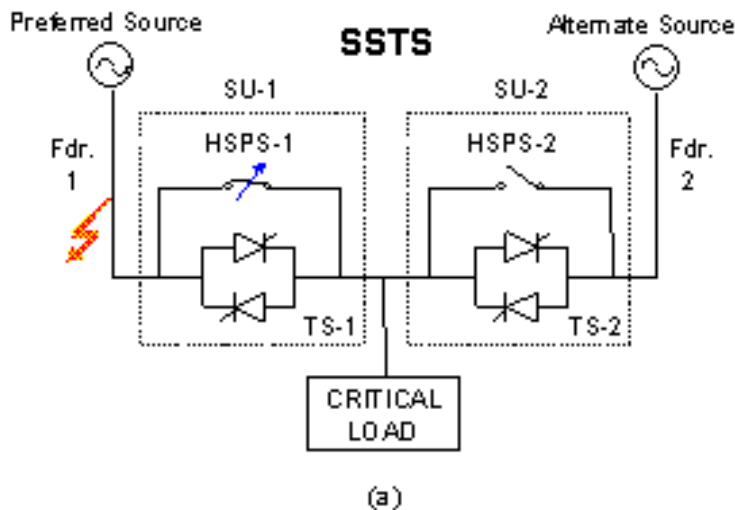 Preferred Source
SSTS
Alternate Source
SU-1
SU-2
Fdr.
1
HSPS-1
HSPS-2
Fdr.
2
TS-1
TS-2
CRITICAL
LOAD
(a)